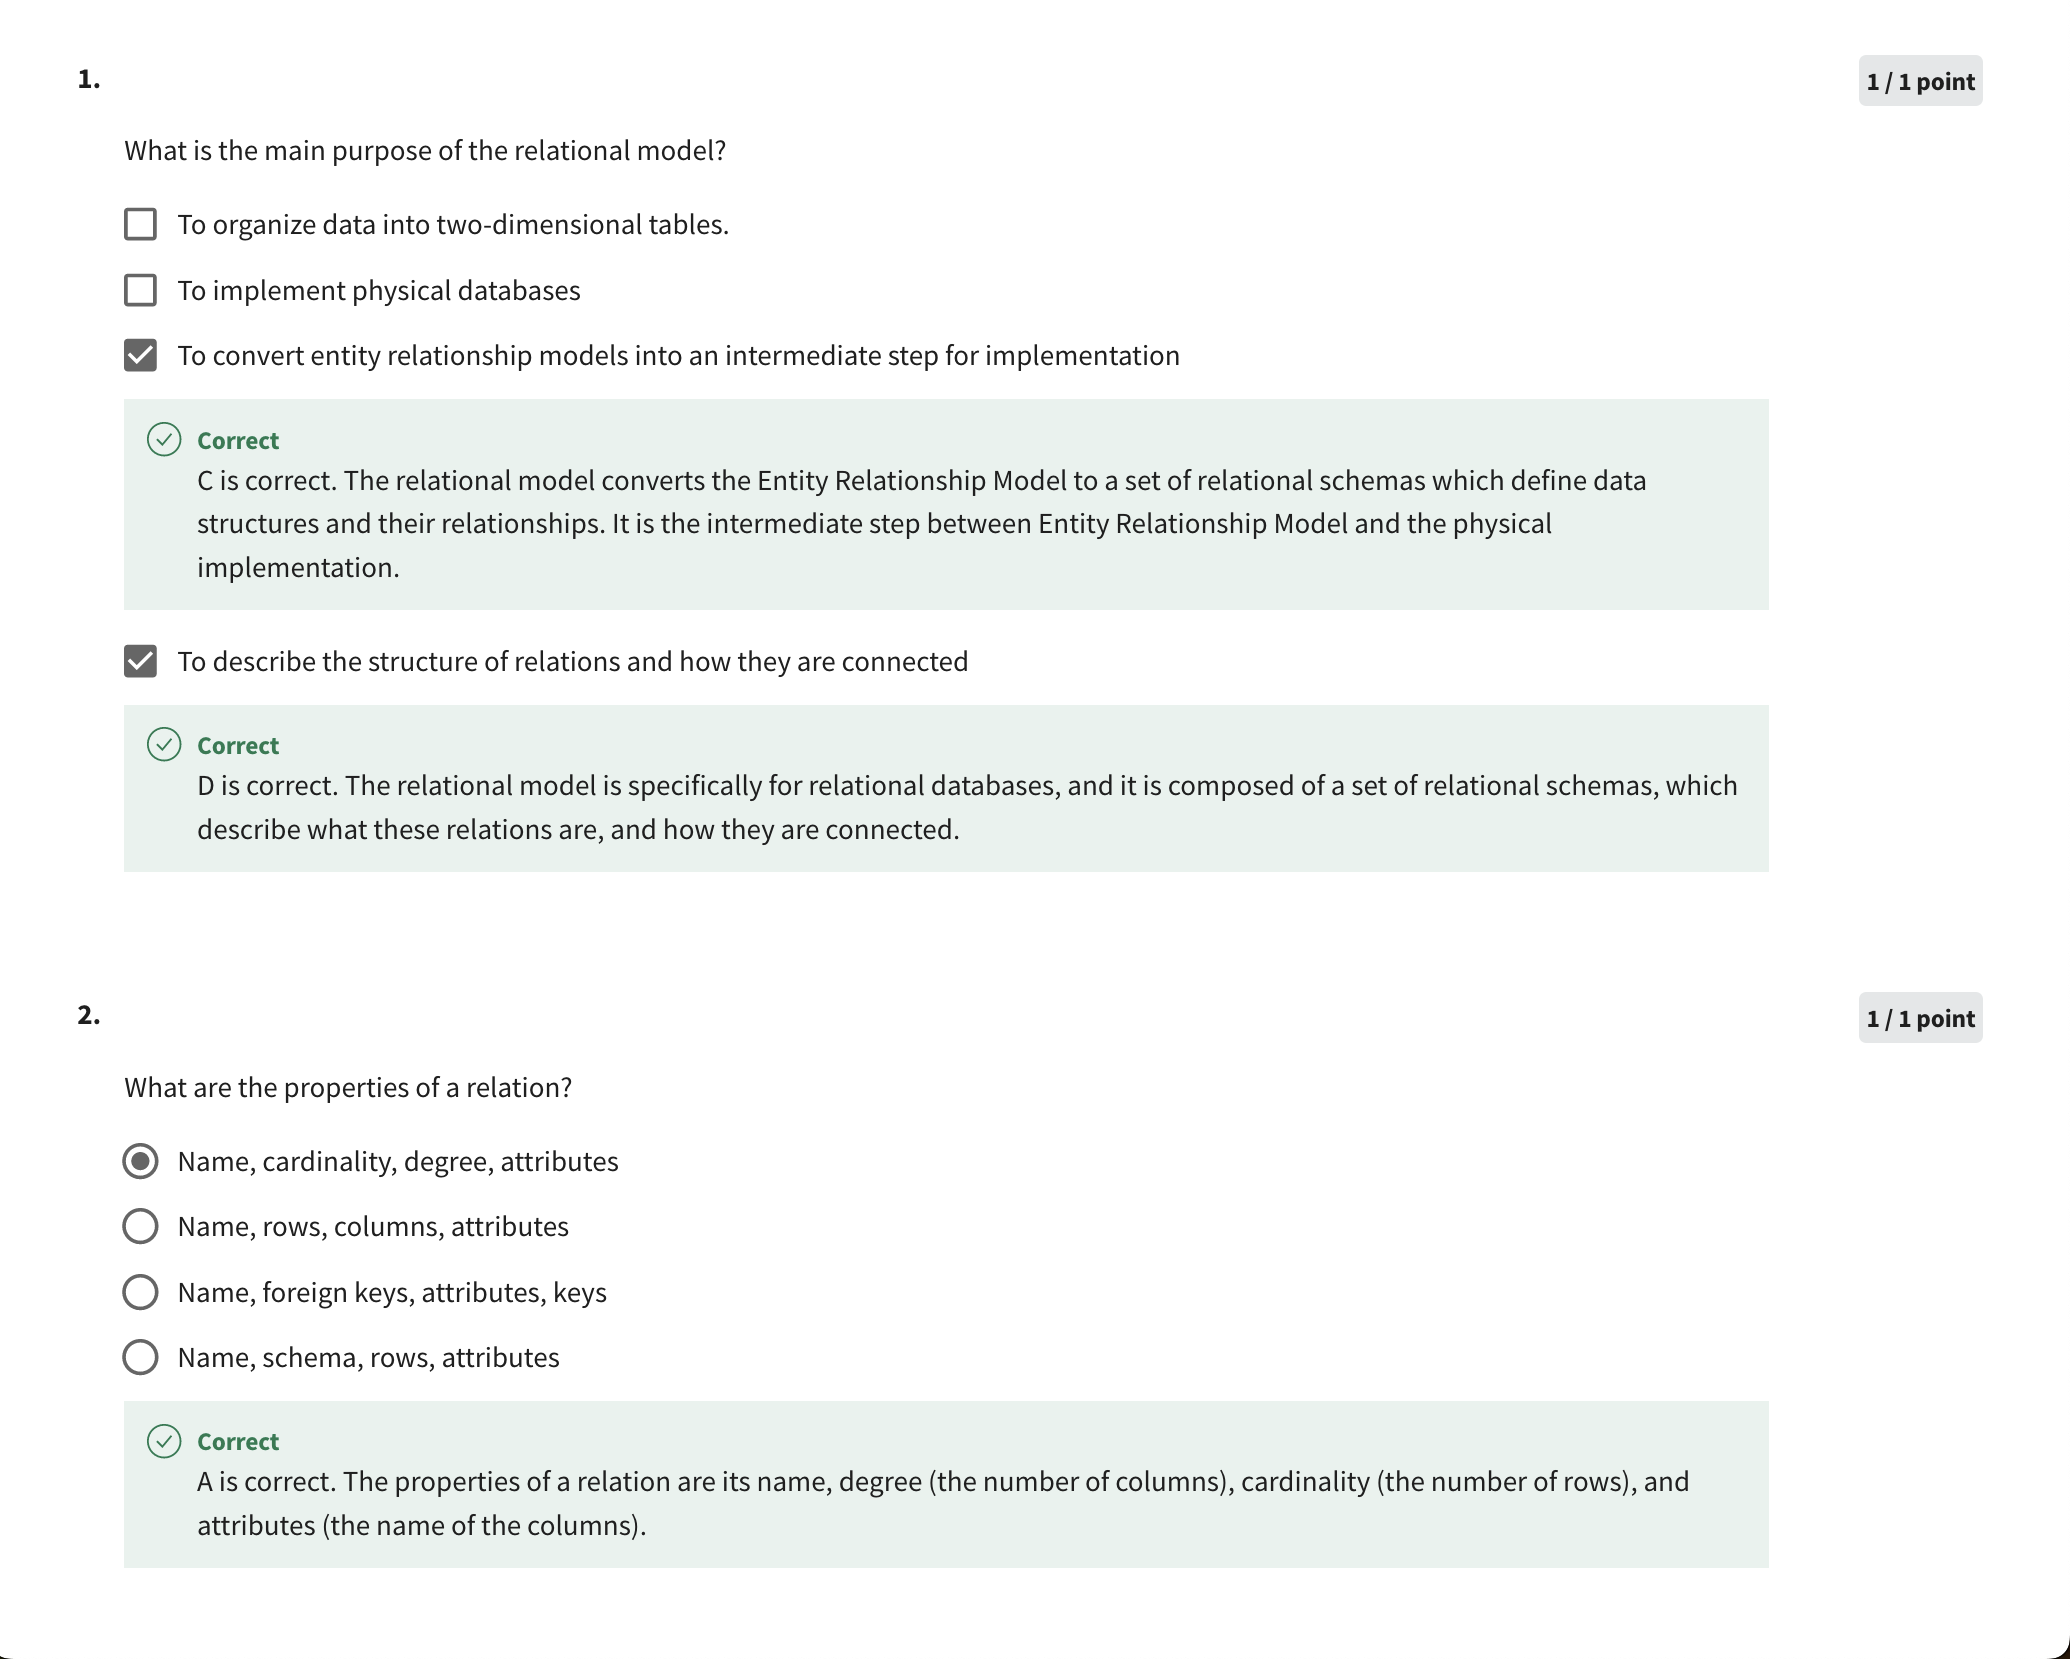 1.
1 / 1 point
What is the main purpose of the relational model?
To organize data into two-dimensional tables.
To implement physical databases
To convert entity relationship models into an intermediate step for implementation
Correct
C is correct. The relational model converts the Entity Relationship Model to a set of relational schemas which define data
structures and their relationships. It is the intermediate step between Entity Relationship Model and the physical
implementation.
To describe the structure of relations and how they are connected
Correct
D is correct. The relational model is specifically for relational databases, and it is composed of a set of relational schemas, which
describe what these relations are, and how they are connected.
2.
1 / 1 point
What are the properties of a relation?
Name, cardinality, degree, attributes
Name, rows, columns, attributes
Name, foreign keys, attributes, keys
Name, schema, rows, attributes
Correct
A is correct. The properties of a relation are its name, degree (the number of columns), cardinality (the number of rows), and
attributes (the name of the columns).